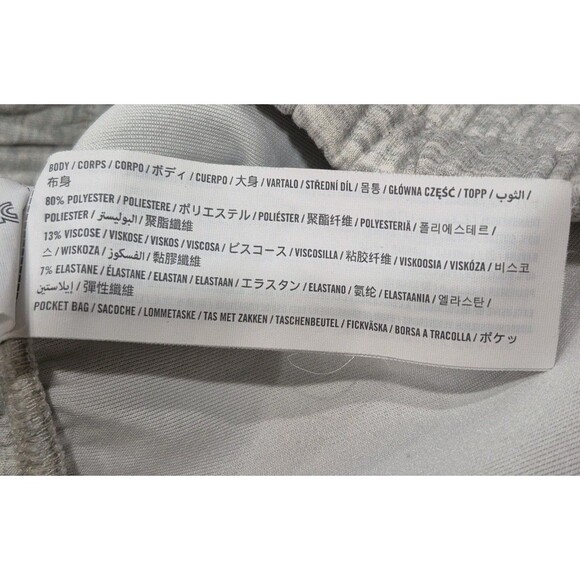 BODY / CORPS / CORPO / ボディ / CUERPO / 大身 / VARTALO / STŘEDNÍ DÍL / 몸통 / GŁÓWNA CZĘŚĆ / TOPP / الثوب /
布身
80% POLYESTER / POLIESTERE / ポリエステル / POLIÉSTER / 聚酯纤维 / POLYESTERIÄ / 폴리에스테르 /
POLIESTER / البوليستر / 聚脂纖維
13% VISCOSE / VISKOSE / VISKOS / VISCOSA / ビスコース / VISCOSILLA / 粘胶纤维 / VISKOOSIA / VISKÓZA / 비스코
스 / WISKOZA / الفسكوز / 黏膠纖維
7% ELASTANE / ÉLASTANE / ELASTAN / ELASTAAN / エラスタン / ELASTANO / 氨纶 / ELASTAANIA / 엘라스탄 /
إيلاستين / 彈性纖維
POCKET BAG / SACOCHE / LOMMETASKE / TAS MET ZAKKEN / TASCHENBEUTEL / FICKVÄSKA / BORSA A TRACOLLA / ポケッ